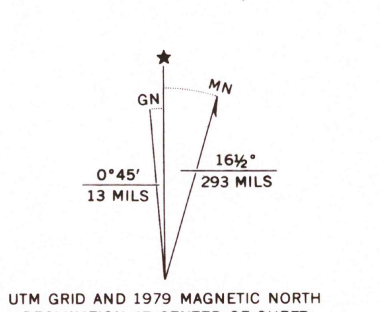 ★
MN
GN
16½°
293 MILS
0°45'
13 MILS
UTM GRID AND 1979 MAGNETIC NORTH